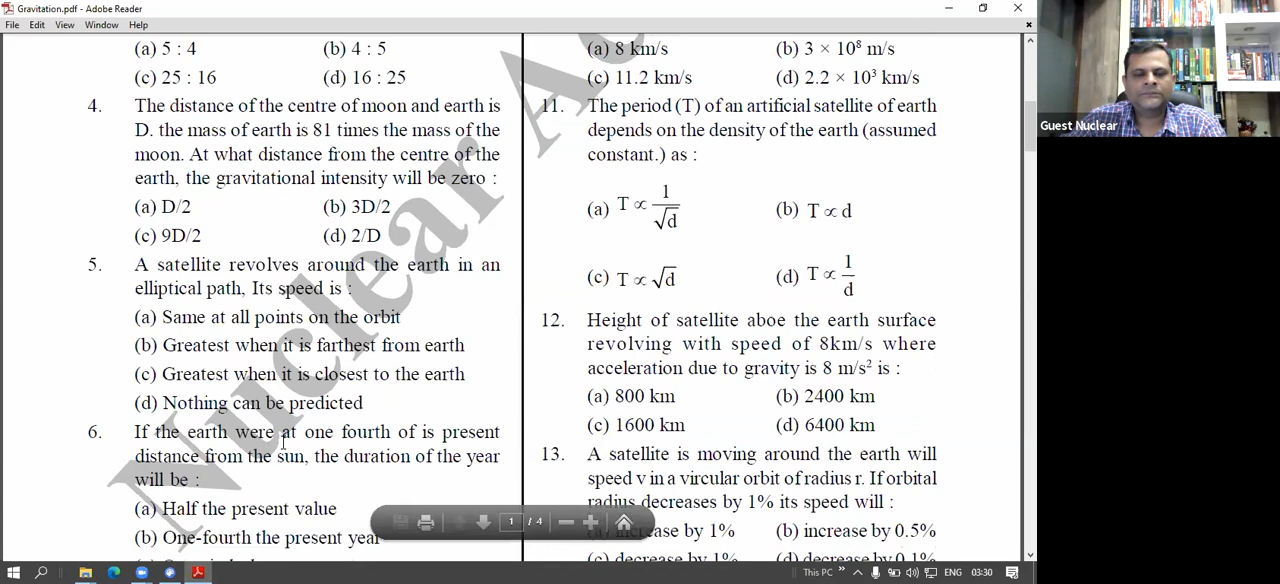 Gravitation.pdf - Adobe Reader
File Edit View Window Help
(a) 5 : 4 (b) 4 : 5
(c) 25 : 16 (d) 16 : 25
4. The distance of the centre of moon and earth is
D. the mass of earth is 81 times the mass of the
moon. At what distance from the centre of the
earth, the gravitational intensity will be zero :
(a) D/2 (b) 3D/2
(c) 9D/2 (d) 2/D
5. A satellite revolves around the earth in an
elliptical path, Its speed is :
(a) Same at all points on the orbit
(b) Greatest when it is farthest from earth
(c) Greatest when it is closest to the earth
(d) Nothing can be predicted
6. If the earth were at one fourth of is present
distance from the sun, the duration of the year
will be :
(a) Half the present value
(b) One-fourth the present year
(a) 8 km/s (b) 3 × 10⁸ m/s
(c) 11.2 km/s (d) 2.2 × 10³ km/s
11. The period (T) of an artificial satellite of earth
depends on the density of the earth (assumed
constant.) as :
(a) T ∝ 1/√d (b) T ∝ d
(c) T ∝ √d (d) T ∝ 1/d
12. Height of satellite aboe the earth surface
revolving with speed of 8km/s where
acceleration due to gravity is 8 m/s² is :
(a) 800 km (b) 2400 km
(c) 1600 km (d) 6400 km
13. A satellite is moving around the earth will
speed v in a vircular orbit of radius r. If orbital
radius decreases by 1% its speed will :
(a) increase by 1% (b) increase by 0.5%
(c) decrease by 1% (d) decrease by 0.1%
Nuclear
1 / 4
Guest Nuclear
This PC ENG 03:30